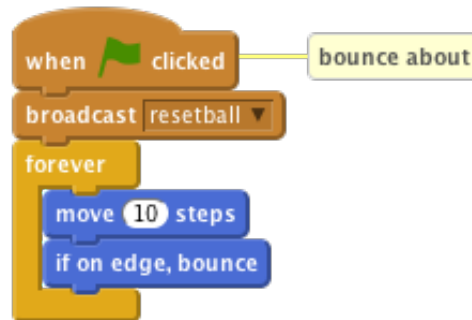 when clicked
bounce about
broadcast resetball
forever
move 10 steps
if on edge, bounce